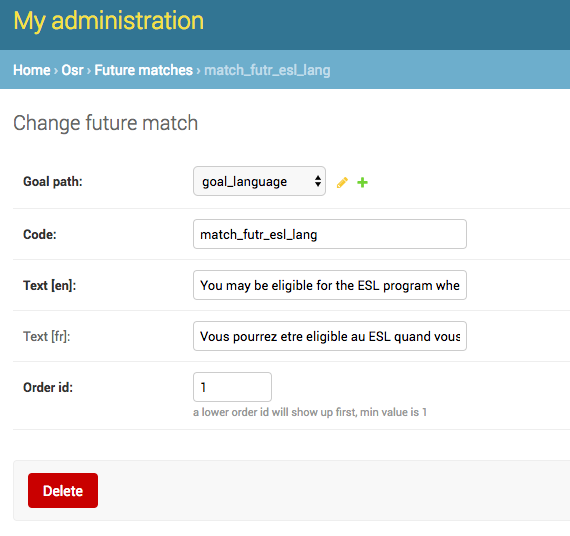 My administration
Home › Osr › Future matches › match_futr_esl_lang
Change future match
Goal path: goal_language
Code: match_futr_esl_lang
Text [en]: You may be eligible for the ESL program whe
Text [fr]: Vous pourrez etre eligible au ESL quand vous
Order id: 1
a lower order id will show up first, min value is 1
Delete